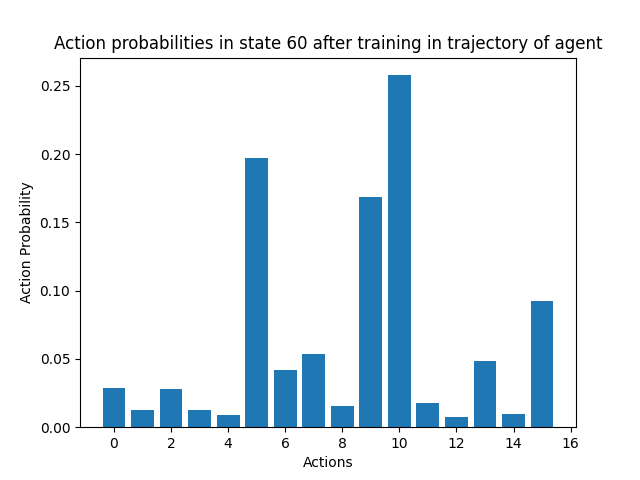 Action probabilities in state 60 after training in trajectory of agent
0.25
0.20
0.15
0.10
0.05
0.00
Action Probability
0 2 4 6 8 10 12 14 16
Actions